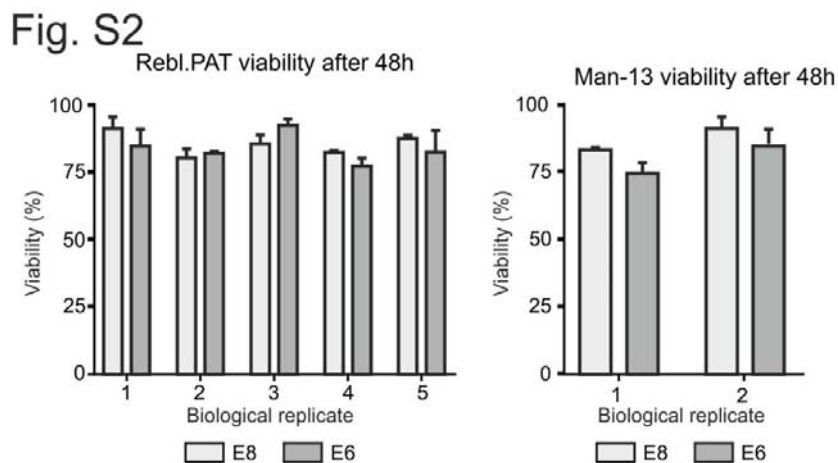 Fig. S2
Rebl.PAT viability after 48h
Viability (%)
100
75
50
25
0
1 2 3 4 5
Biological replicate
E8 E6
Man-13 viability after 48h
Viability (%)
100
75
50
25
0
1 2
Biological replicate
E8 E6